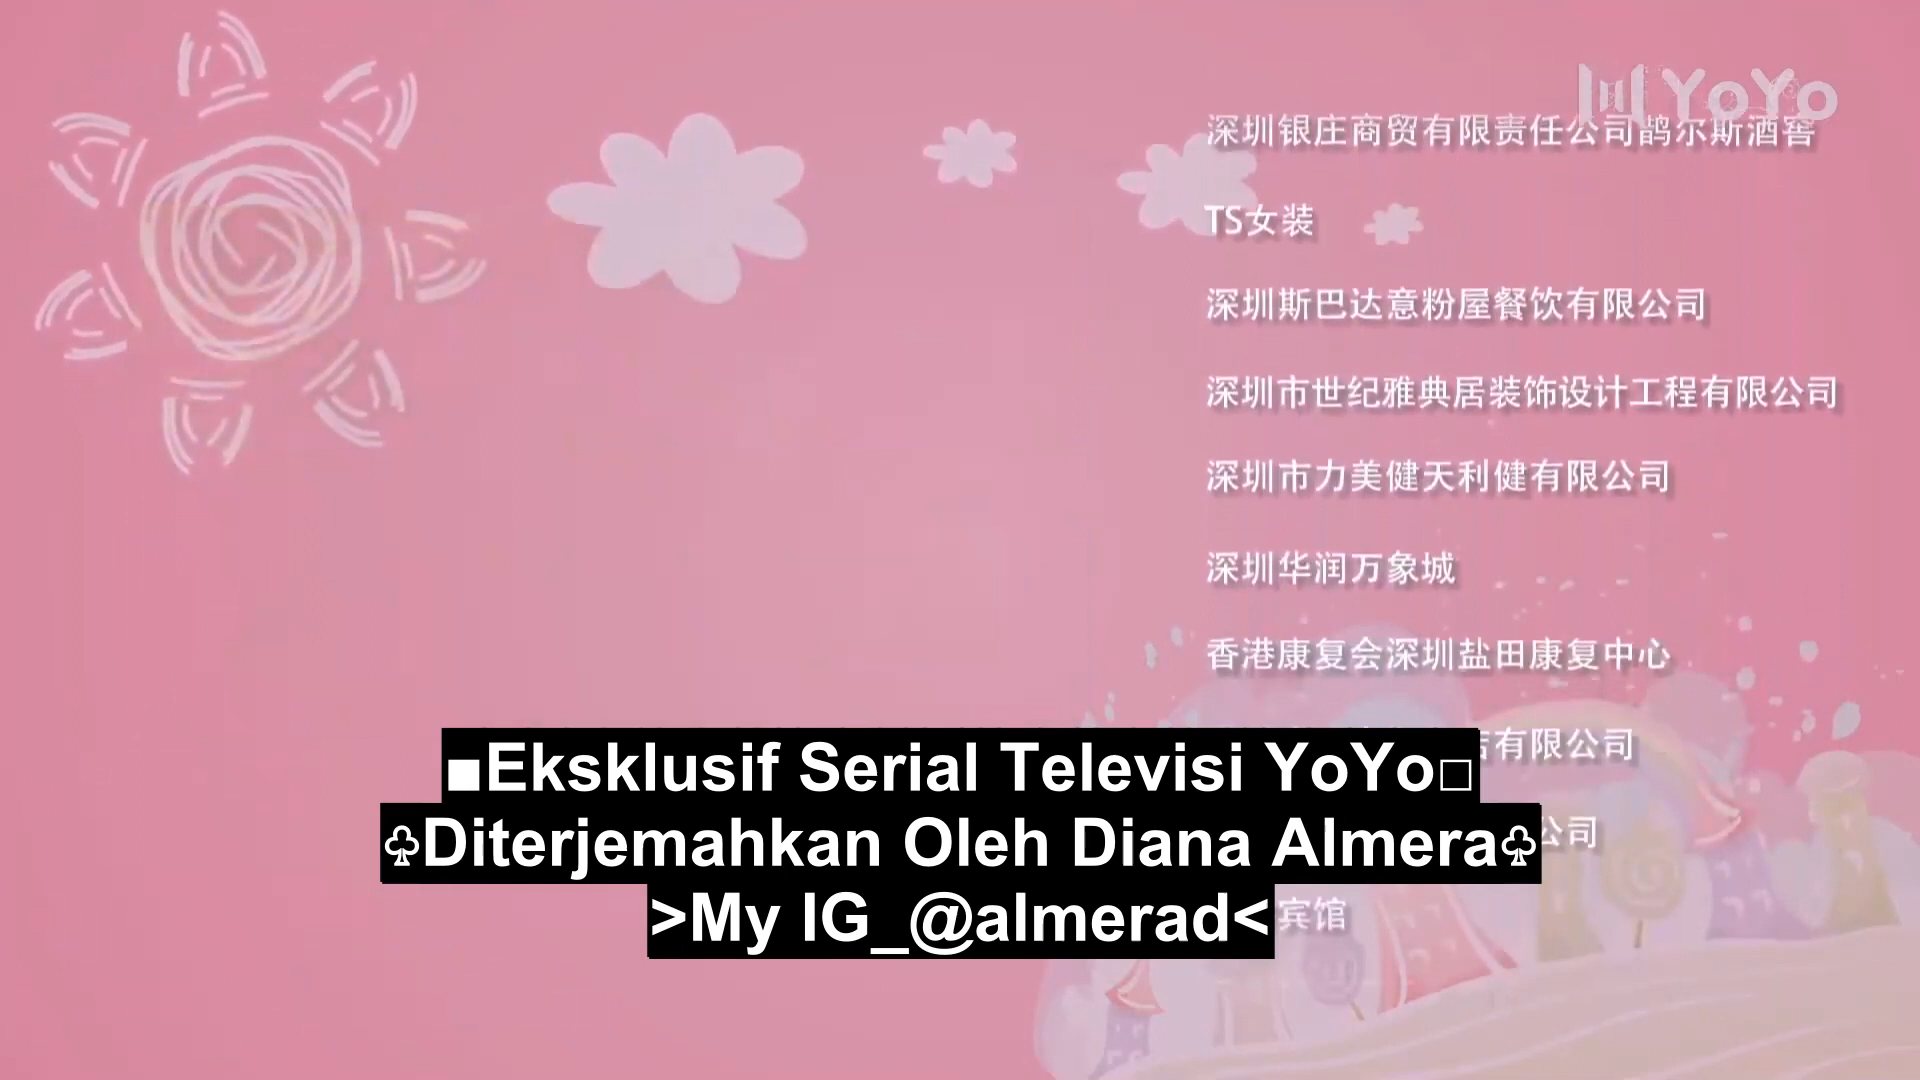 YoYo
深圳银庄商贸有限责任公司鹊尔斯酒窖
TS女装
深圳斯巴达意粉屋餐饮有限公司
深圳市世纪雅典居装饰设计工程有限公司
深圳市力美健天利健有限公司
深圳华润万象城
香港康复会深圳盐田康复中心
有限公司
■Eksklusif Serial Televisi YoYo□
公司
♧Diterjemahkan Oleh Diana Almera♧
宾馆
>My IG_@almerad<